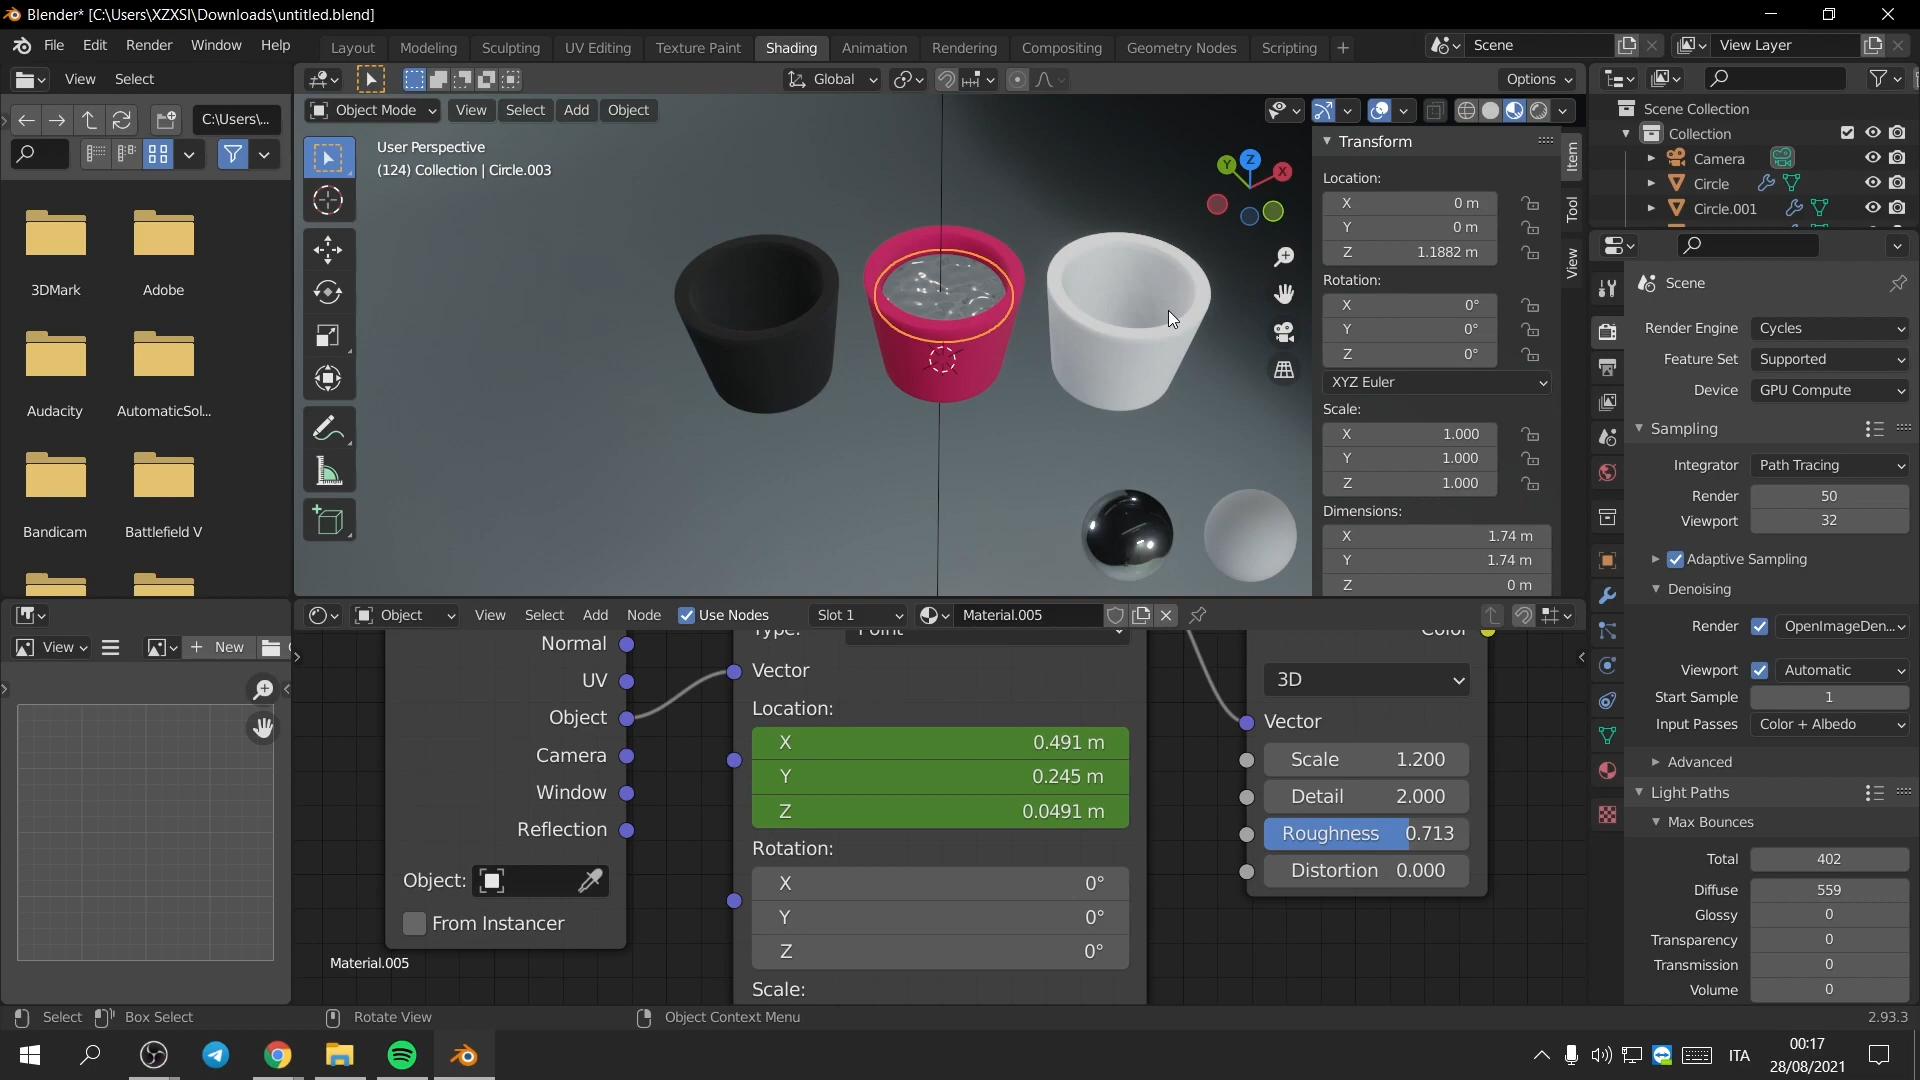 Blender* [C:\Users\XZXSI\Downloads\untitled.blend]
File Edit Render Window Help
Layout Modeling Sculpting UV Editing Texture Paint Shading Animation Rendering Compositing Geometry Nodes Scripting +
Scene
View Layer
View Select
Global
Options
C:\Users\...
Object Mode View Select Add Object
User Perspective
(124) Collection | Circle.003
3DMark
Adobe
Audacity
AutomaticSol...
Bandicam
Battlefield V
Y Z X
Transform
Location:
X 0 m
Y 0 m
Z 1.1882 m
Rotation:
X 0°
Y 0°
Z 0°
XYZ Euler
Scale:
X 1.000
Y 1.000
Z 1.000
Dimensions:
X 1.74 m
Y 1.74 m
Z 0 m
Item
Tool
View
Scene Collection
Collection
Camera
Circle
Circle.001
Scene
Render Engine Cycles
Feature Set Supported
Device GPU Compute
Sampling
Integrator Path Tracing
Render 50
Viewport 32
Adaptive Sampling
Denoising
Render OpenImageDen...
Viewport Automatic
Start Sample 1
Input Passes Color + Albedo
Advanced
Light Paths
Max Bounces
Total 402
Diffuse 559
Glossy 0
Transparency 0
Transmission 0
Volume 0
View
New
Object View Select Add Node Use Nodes Slot 1 Material.005
Normal
UV
Object
Camera
Window
Reflection
Object:
From Instancer
Material.005
Type: Point
Vector
Location:
X 0.491 m
Y 0.245 m
Z 0.0491 m
Rotation:
X 0°
Y 0°
Z 0°
Scale:
Color
3D
Vector
Scale 1.200
Detail 2.000
Roughness 0.713
Distortion 0.000
Select Box Select Rotate View Object Context Menu
2.93.3
ITA
00:17
28/08/2021